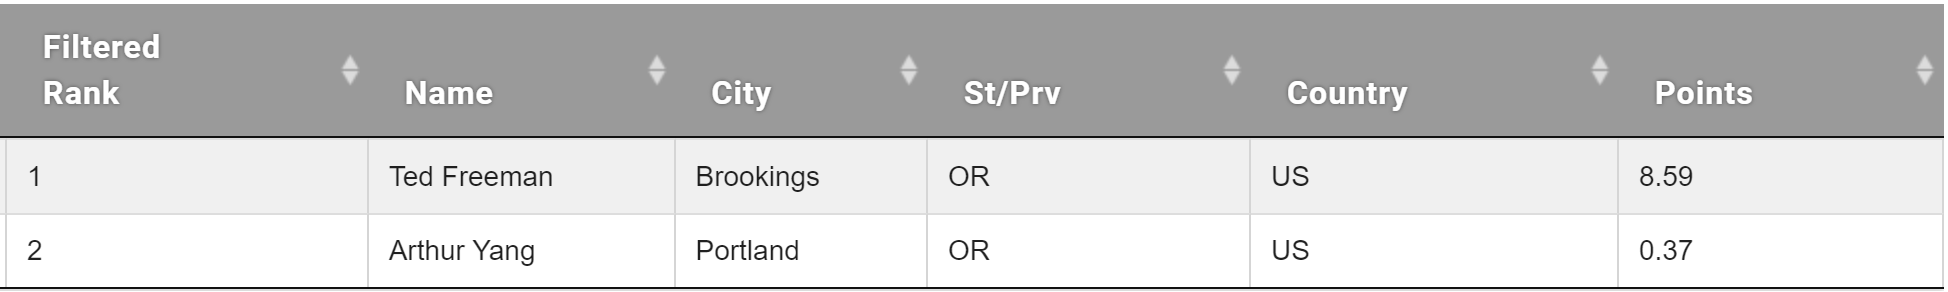 Filtered
Rank Name City St/Prv Country Points
1 Ted Freeman Brookings OR US 8.59
2 Arthur Yang Portland OR US 0.37